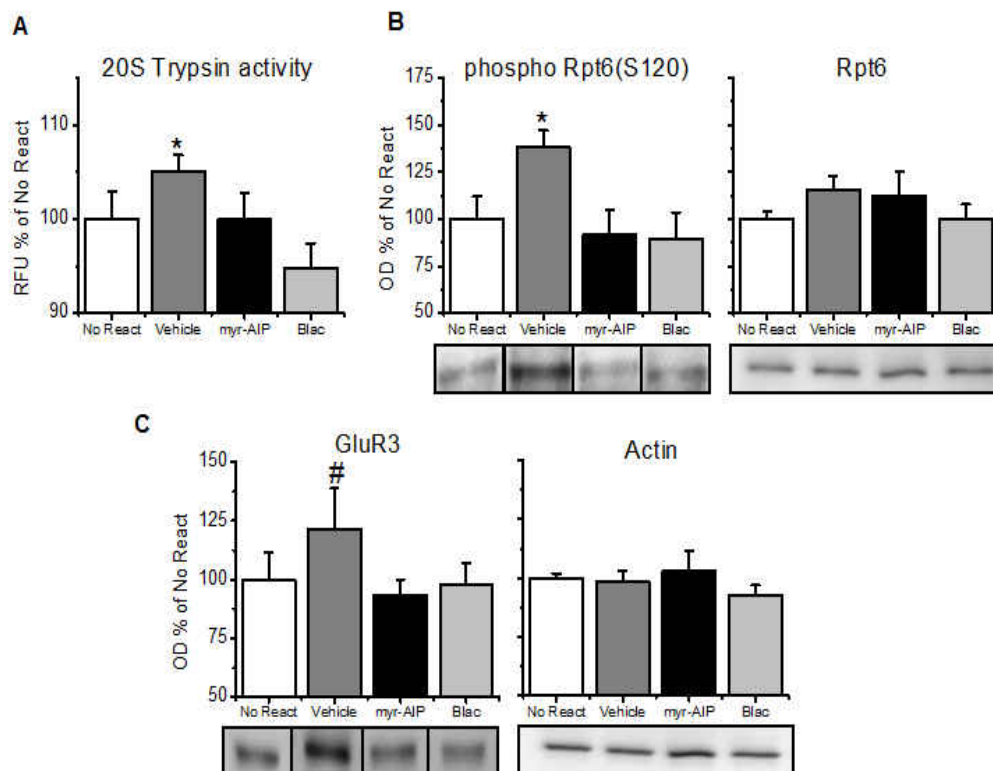 A
20S Trypsin activity
RFU % of No React
110
*
100
90
No React Vehicle myr-AIP Blac
B
phospho Rpt6(S120)
OD % of No React
150
*
125
100
75
50
No React Vehicle myr-AIP Blac
Rpt6
No React Vehicle myr-AIP Blac
C
GluR3
OD % of No React
150
#
125
100
75
50
No React Vehicle myr-AIP Blac
Actin
No React Vehicle myr-AIP Blac